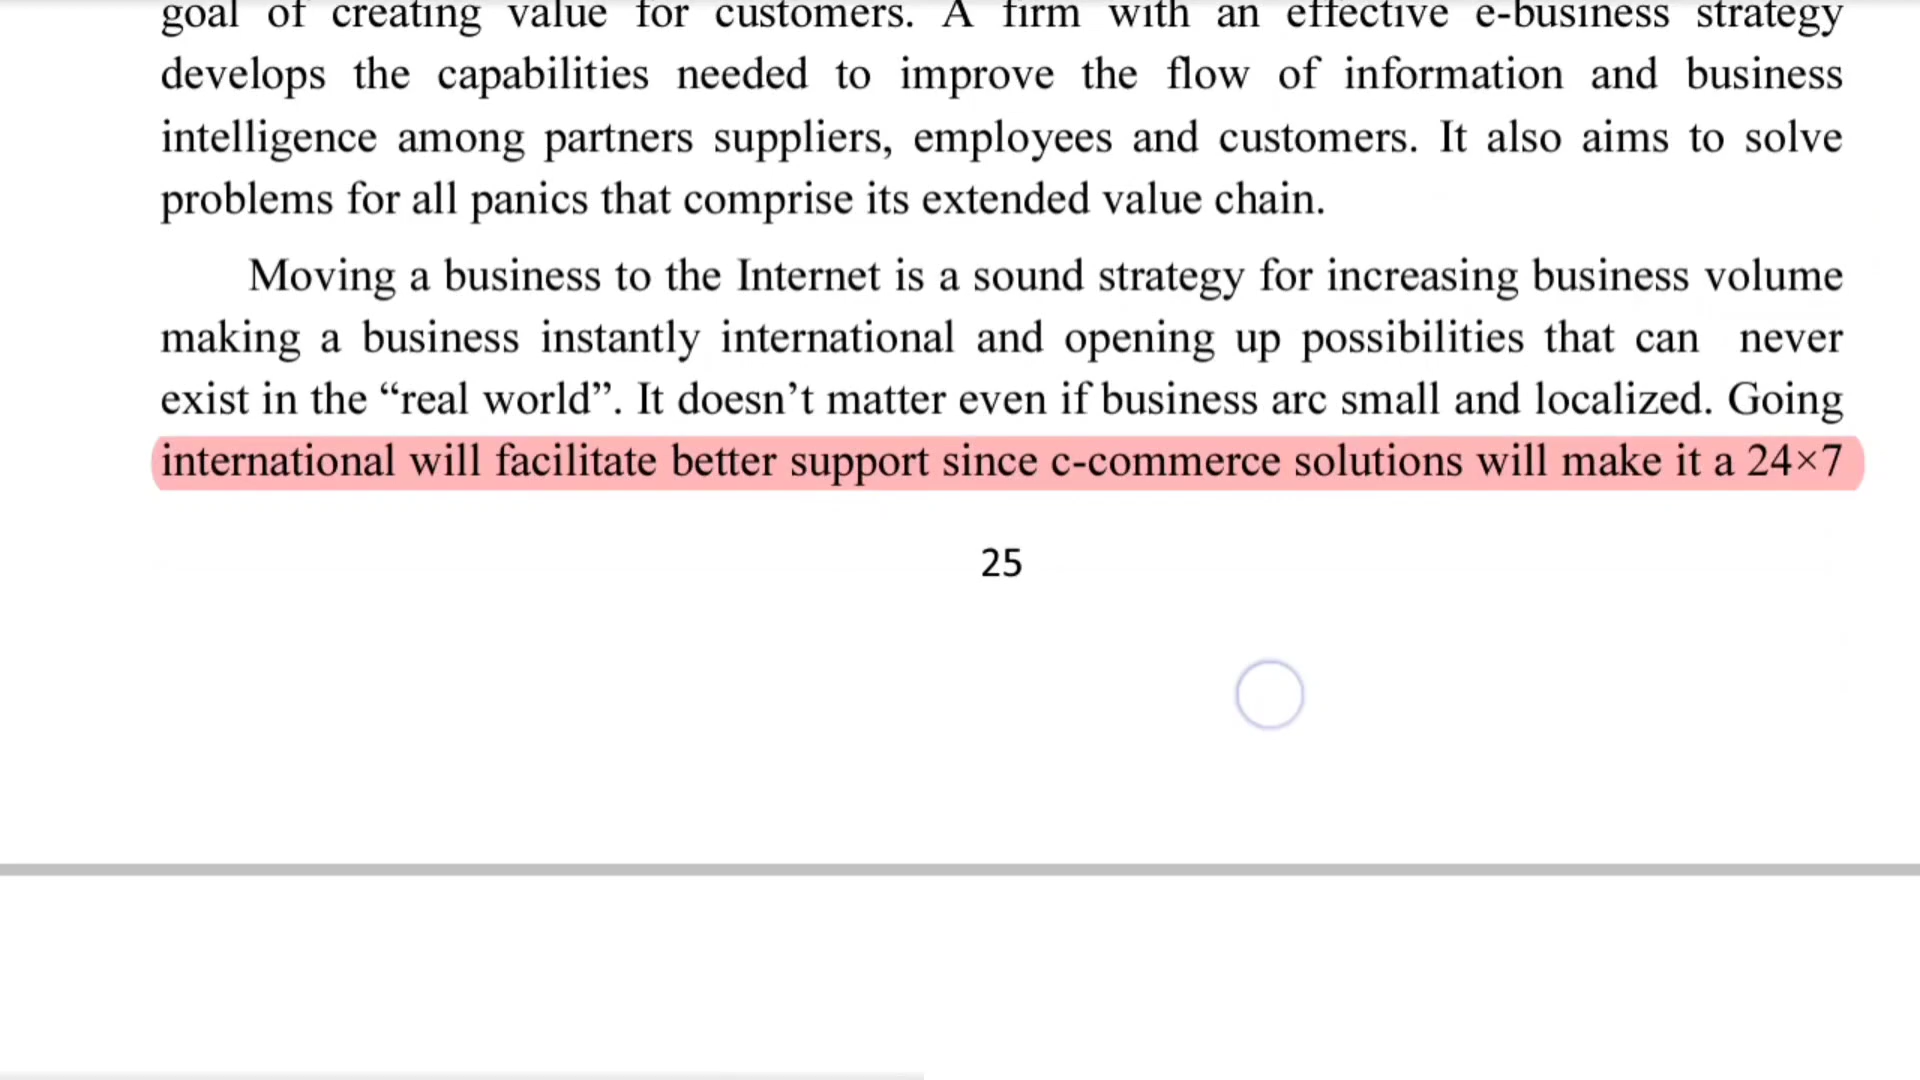 goal of creating value for customers. A firm with an effective e-business strategy
develops the capabilities needed to improve the flow of information and business
intelligence among partners suppliers, employees and customers. It also aims to solve
problems for all panics that comprise its extended value chain.
Moving a business to the Internet is a sound strategy for increasing business volume
making a business instantly international and opening up possibilities that can never
exist in the “real world”. It doesn’t matter even if business arc small and localized. Going
international will facilitate better support since c-commerce solutions will make it a 24×7
25